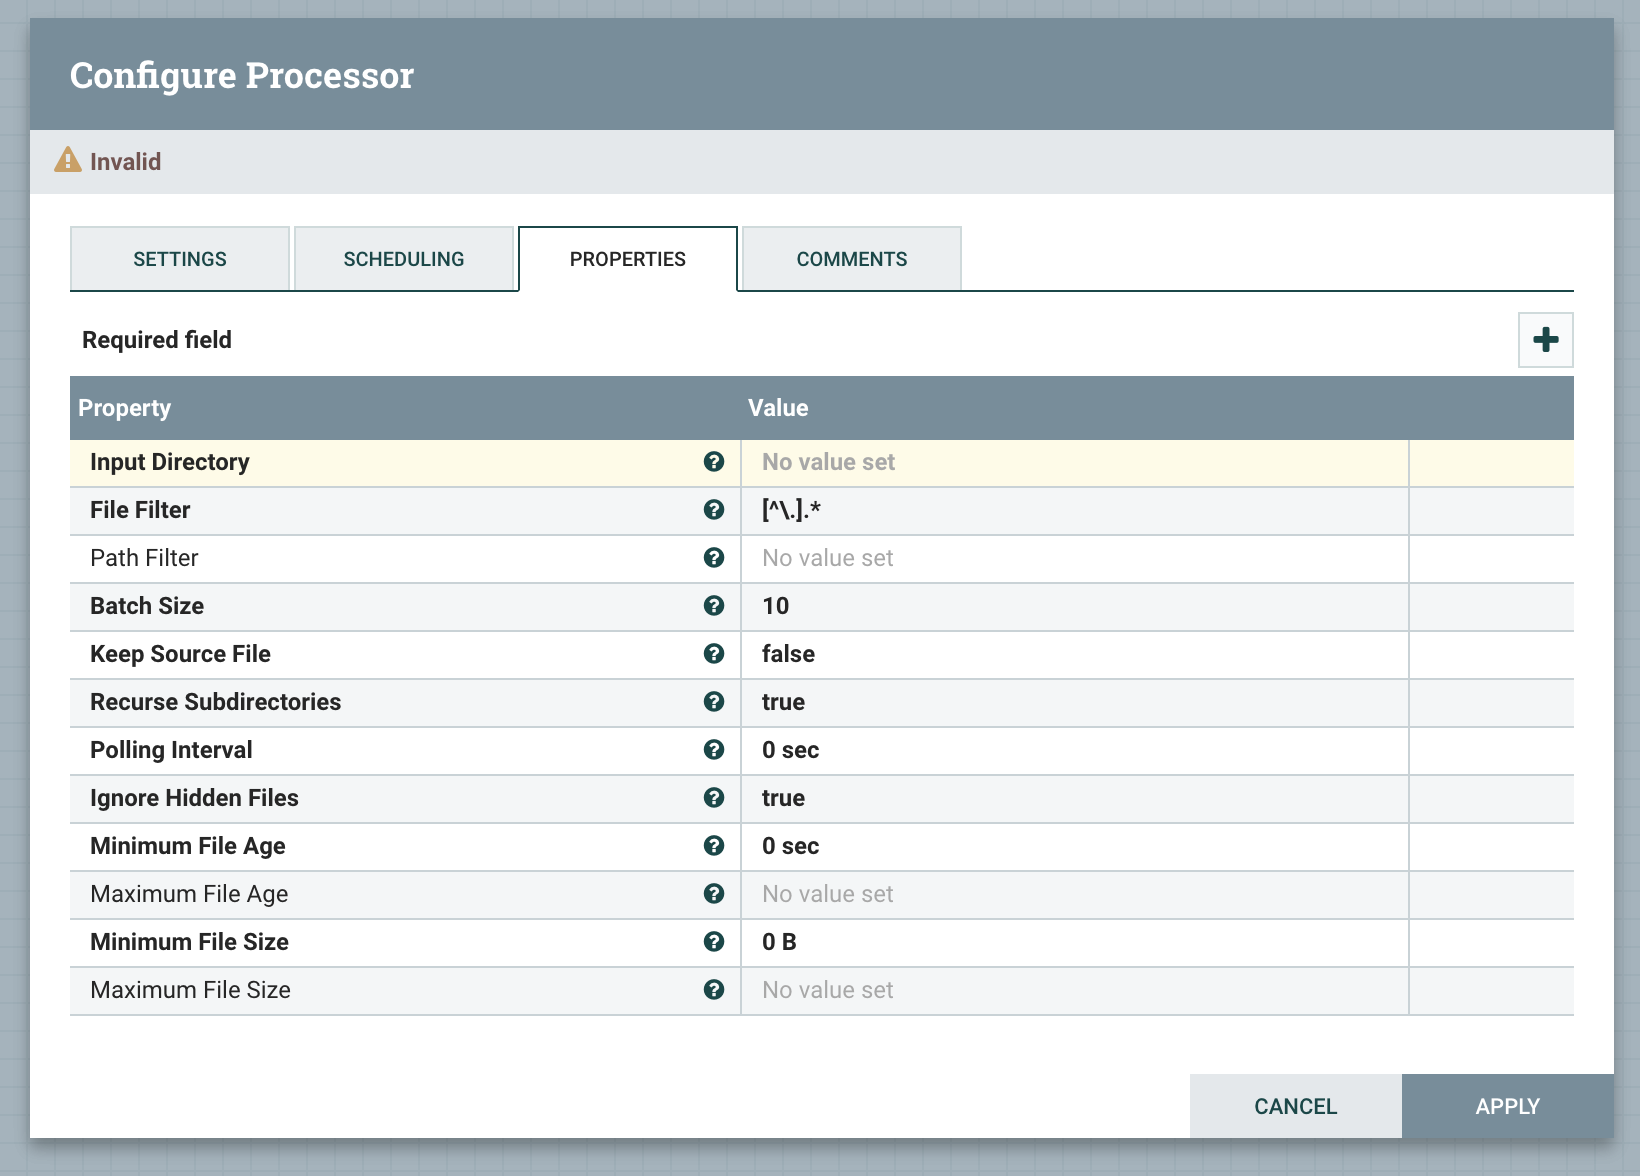 Configure Processor
Invalid
SETTINGS SCHEDULING PROPERTIES COMMENTS
Required field
Property Value
Input Directory No value set
File Filter [^\.].*
Path Filter No value set
Batch Size 10
Keep Source File false
Recurse Subdirectories true
Polling Interval 0 sec
Ignore Hidden Files true
Minimum File Age 0 sec
Maximum File Age No value set
Minimum File Size 0 B
Maximum File Size No value set
CANCEL APPLY